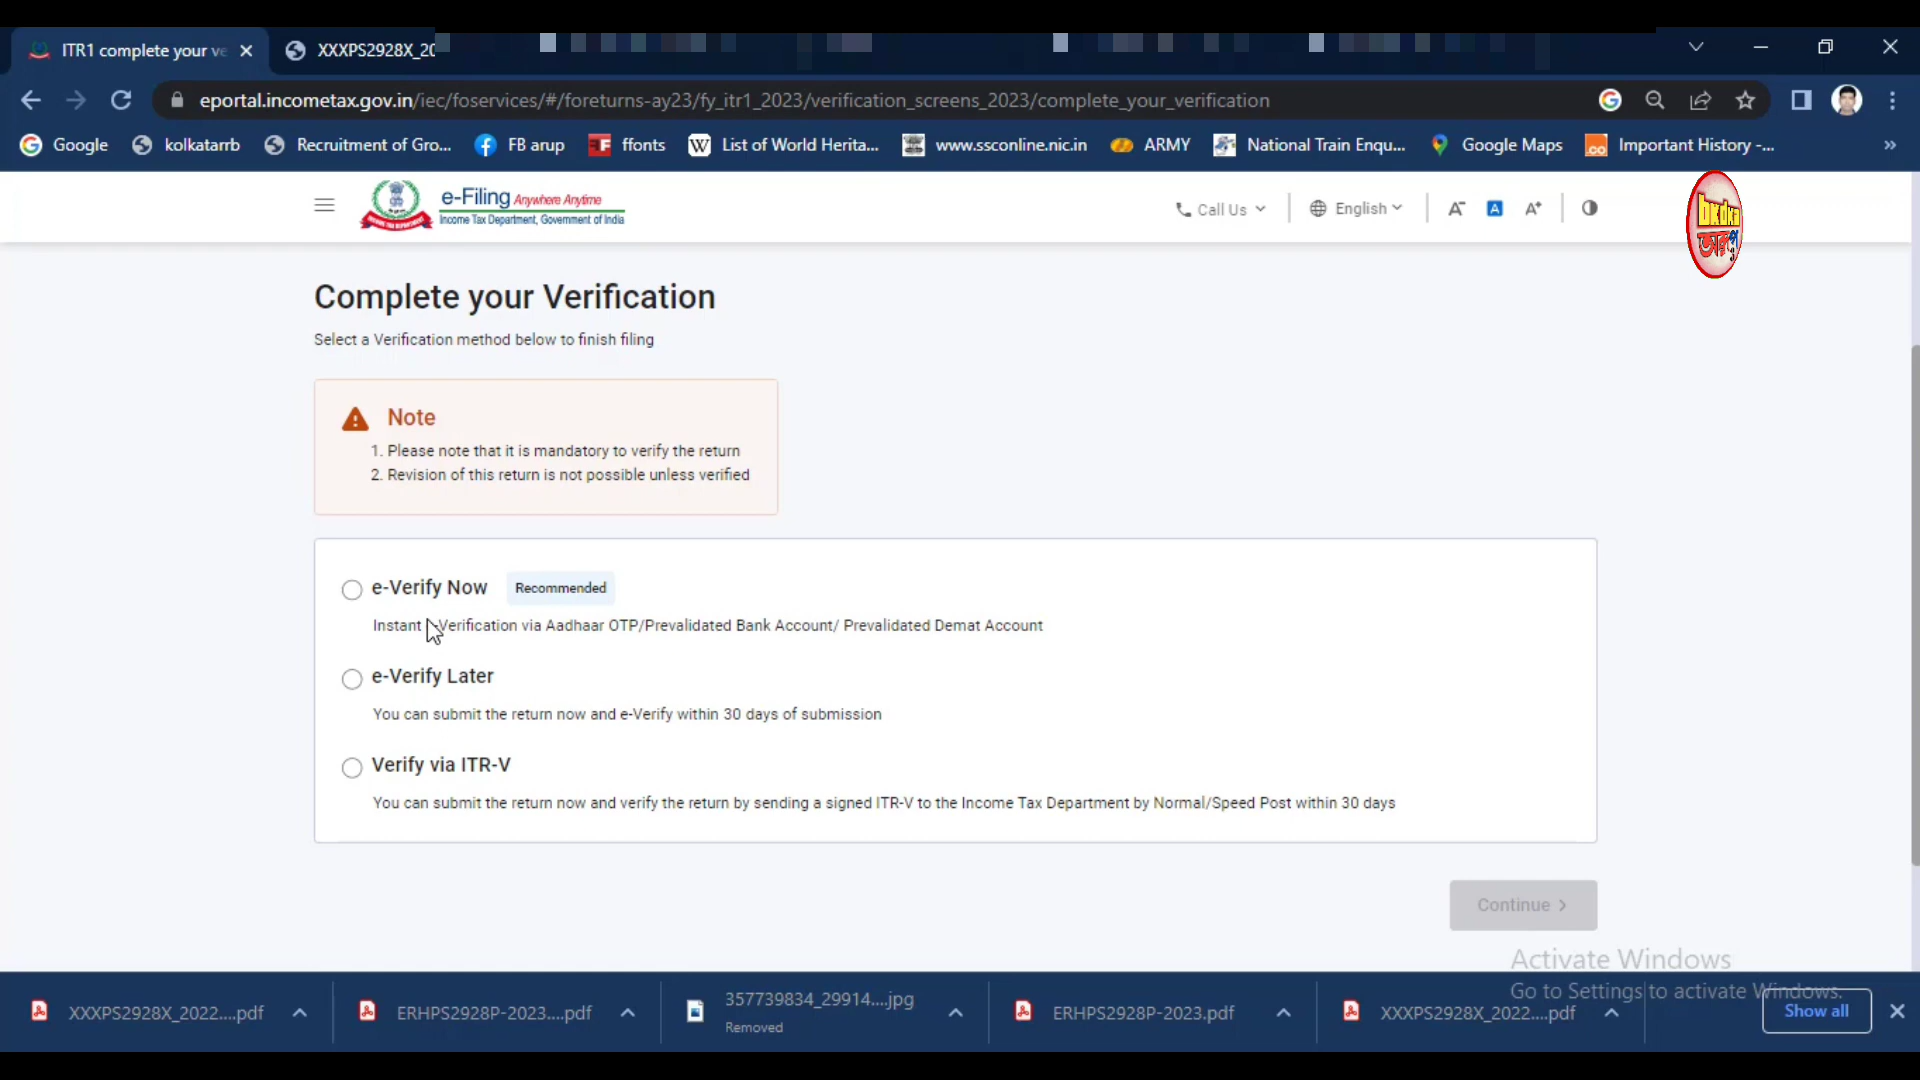 ITR1 complete your ve
XXXPS2928X_20
eportal.incometax.gov.in/iec/foservices/#/foreturns-ay23/fy_itr1_2023/verification_screens_2023/complete_your_verification
Google kolkatarrb Recruitment of Gro... FB arup ffonts List of World Herita... www.ssconline.nic.in ARMY National Train Enqu... Google Maps Important History -...
e-Filing Anywhere Anytime
Income Tax Department, Government of India
Call Us English A- A A+
bkdka
Complete your Verification
Select a Verification method below to finish filing
Note
1. Please note that it is mandatory to verify the return
2. Revision of this return is not possible unless verified
e-Verify Now Recommended
Instant e-Verification via Aadhaar OTP/Prevalidated Bank Account/ Prevalidated Demat Account
e-Verify Later
You can submit the return now and e-Verify within 30 days of submission
Verify via ITR-V
You can submit the return now and verify the return by sending a signed ITR-V to the Income Tax Department by Normal/Speed Post within 30 days
Continue >
Activate Windows
Go to Settings to activate Windows.
XXXPS2928X_2022....pdf
ERHPS2928P-2023....pdf
357739834_29914....jpg
Removed
ERHPS2928P-2023.pdf
XXXPS2928X_2022....pdf
Show all